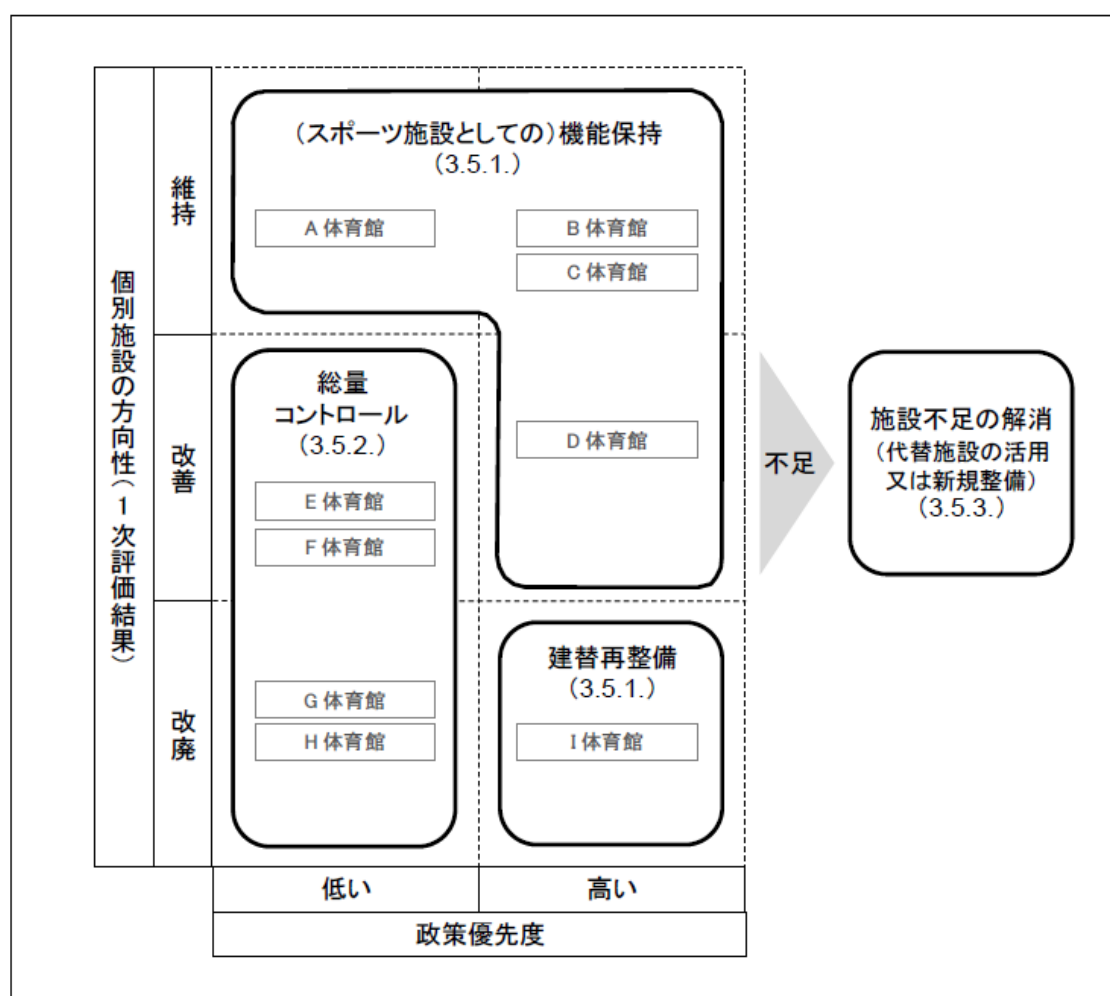 個別施設の方向性(1次評価結果)
維持
(スポーツ施設としての)機能保持
(3.5.1.)
A 体育館
B 体育館
C 体育館
改善
総量
コントロール
(3.5.2.)
E 体育館
F 体育館
D 体育館
改廃
G 体育館
H 体育館
建替再整備
(3.5.1.)
I 体育館
低い
高い
政策優先度
不足
施設不足の解消
(代替施設の活用
又は新規整備)
(3.5.3.)